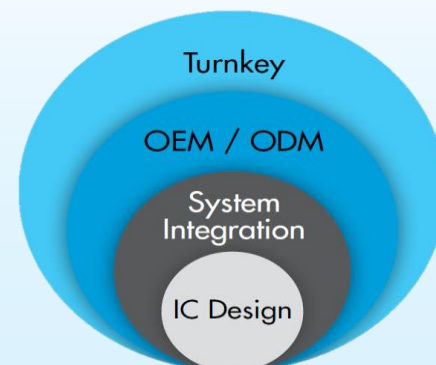 Turnkey
OEM / ODM
System
Integration
IC Design